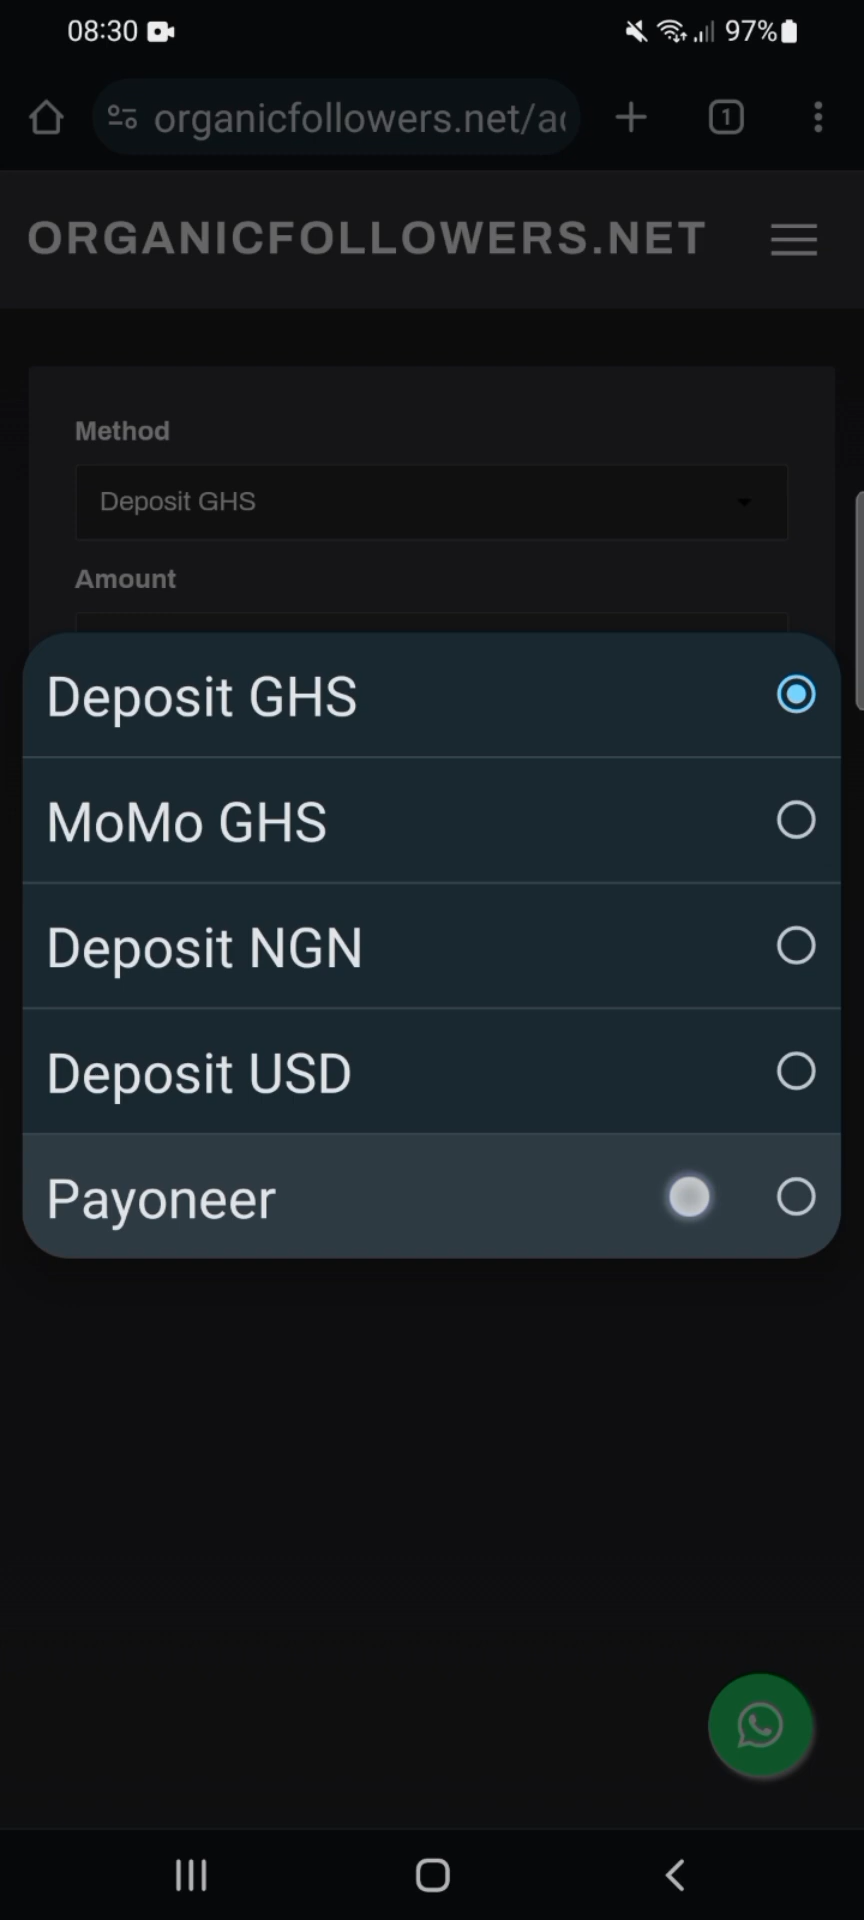 08:30
97%
organicfollowers.net/a
1
ORGANICFOLLOWERS.NET
Method
Deposit GHS
Amount
Deposit GHS
MoMo GHS
Deposit NGN
Deposit USD
Payoneer